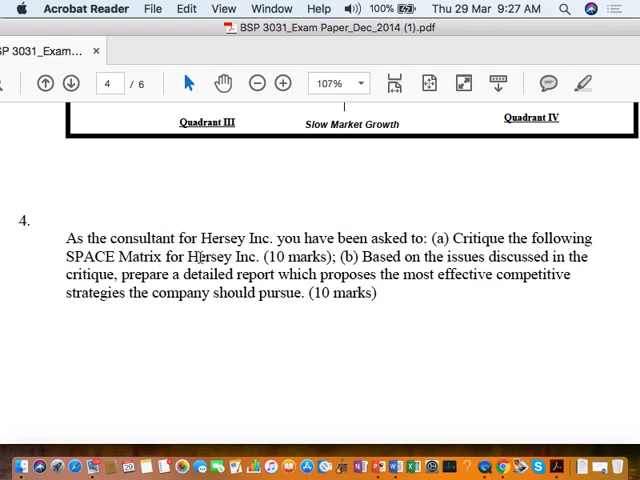 Acrobat Reader File Edit View Window Help 100% Thu 29 Mar 9:27 AM
BSP 3031_Exam Paper_Dec_2014 (1).pdf
SP 3031_Exam... ×
4 / 6 107%
Quadrant III Slow Market Growth Quadrant IV
4.
As the consultant for Hersey Inc. you have been asked to: (a) Critique the following
SPACE Matrix for Hersey Inc. (10 marks); (b) Based on the issues discussed in the
critique, prepare a detailed report which proposes the most effective competitive
strategies the company should pursue. (10 marks)